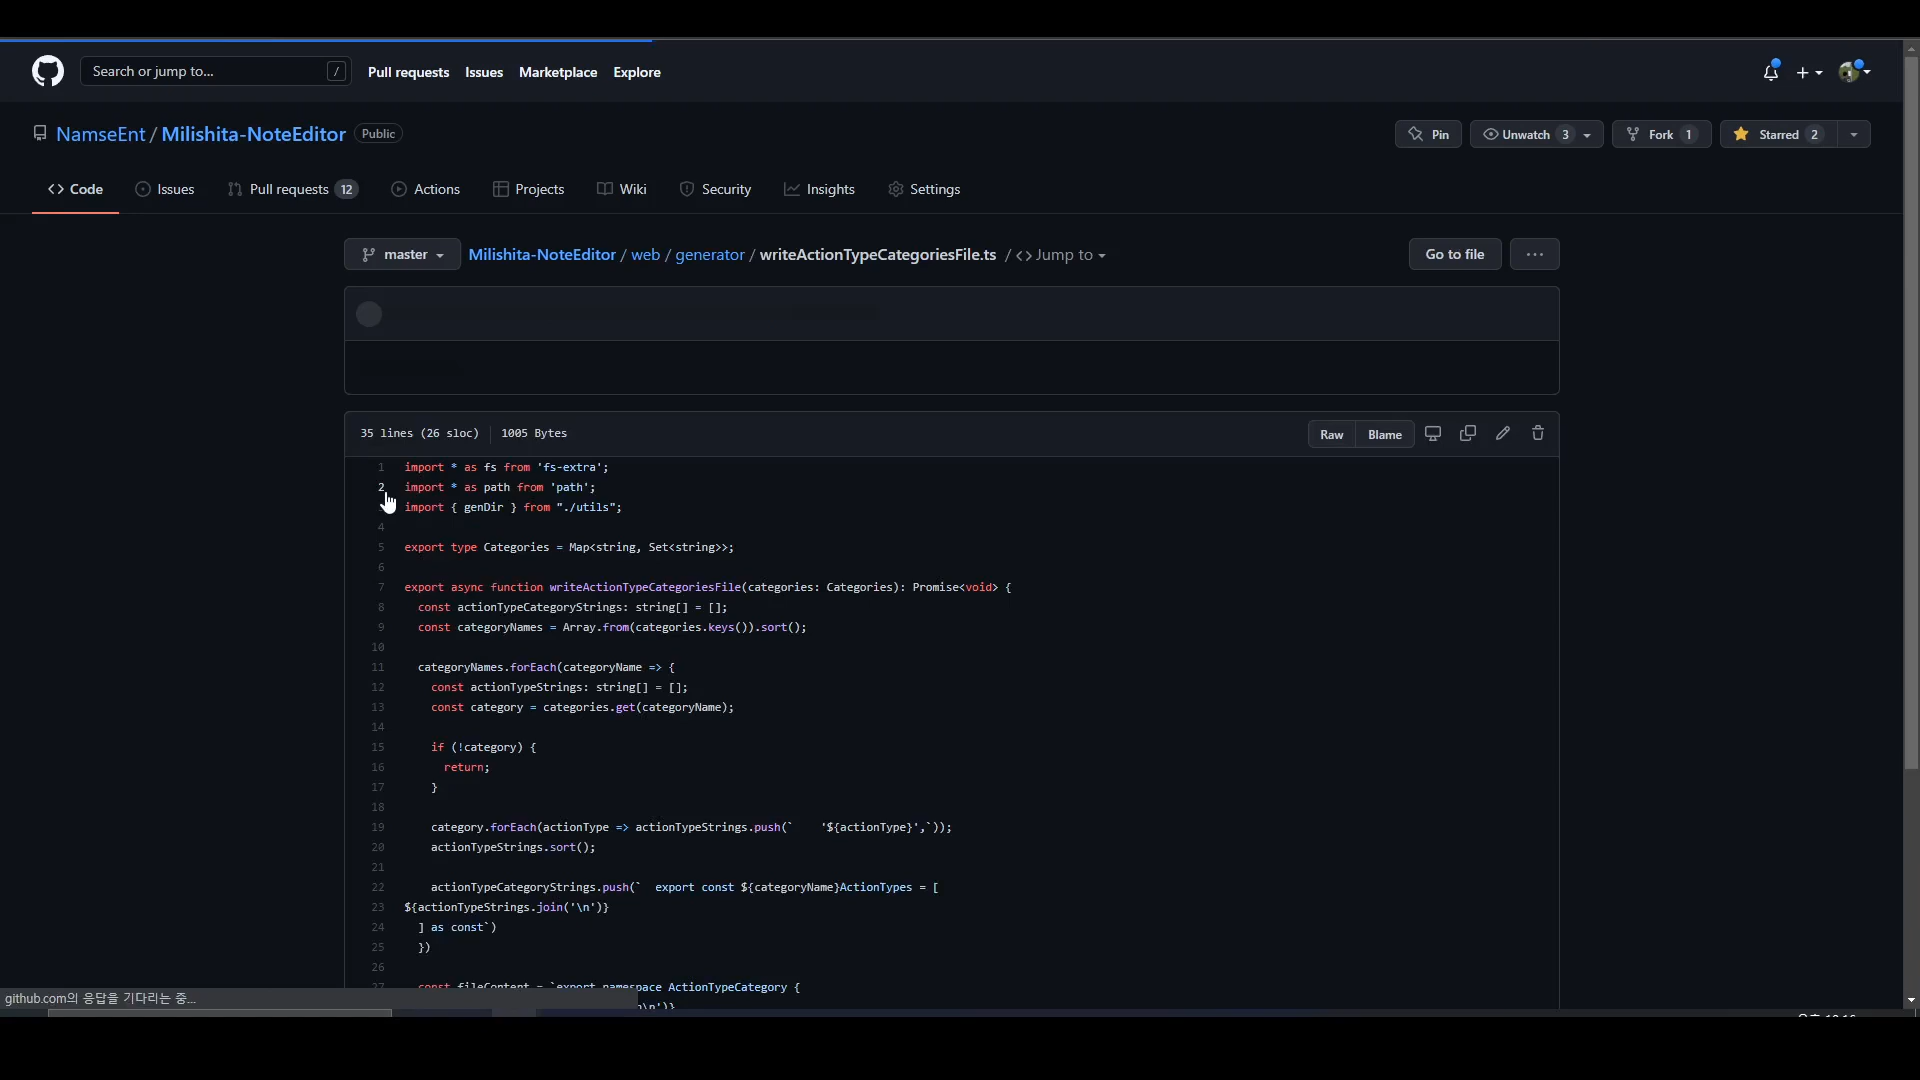 Search or jump to... /
Pull requests Issues Marketplace Explore
NamseEnt / Milishita-NoteEditor Public
Pin Unwatch 3 Fork 1 Starred 2
Code Issues Pull requests 12 Actions Projects Wiki Security Insights Settings
master Milishita-NoteEditor / web / generator / writeActionTypeCategoriesFile.ts / <> Jump to
Go to file ...
35 lines (26 sloc) 1005 Bytes
Raw Blame
1 import * as fs from 'fs-extra';
2 import * as path from 'path';
import { genDir } from "./utils";
4
5 export type Categories = Map<string, Set<string>>;
6
7 export async function writeActionTypeCategoriesFile(categories: Categories): Promise<void> {
8 const actionTypeCategoryStrings: string[] = [];
9 const categoryNames = Array.from(categories.keys()).sort();
10
11 categoryNames.forEach(categoryName => {
12 const actionTypeStrings: string[] = [];
13 const category = categories.get(categoryName);
14
15 if (!category) {
16 return;
17 }
18
19 category.forEach(actionType => actionTypeStrings.push(`    '${actionType}',`));
20 actionTypeStrings.sort();
21
22 actionTypeCategoryStrings.push(`  export const ${categoryName}ActionTypes = [
23 ${actionTypeStrings.join('\n')}
24 ] as const`)
25 })
26
27 const fileContent = `export namespace ActionTypeCategory {
\n')}
github.com의 응답을 기다리는 중...